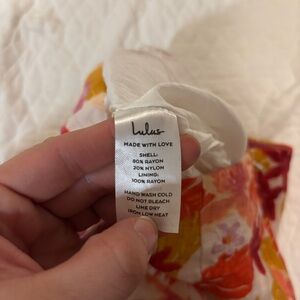 Lulus
MADE WITH LOVE
SHELL:
80% RAYON
20% NYLON
LINING:
100% RAYON
HAND WASH COLD
DO NOT BLEACH
LINE DRY
IRON LOW HEAT